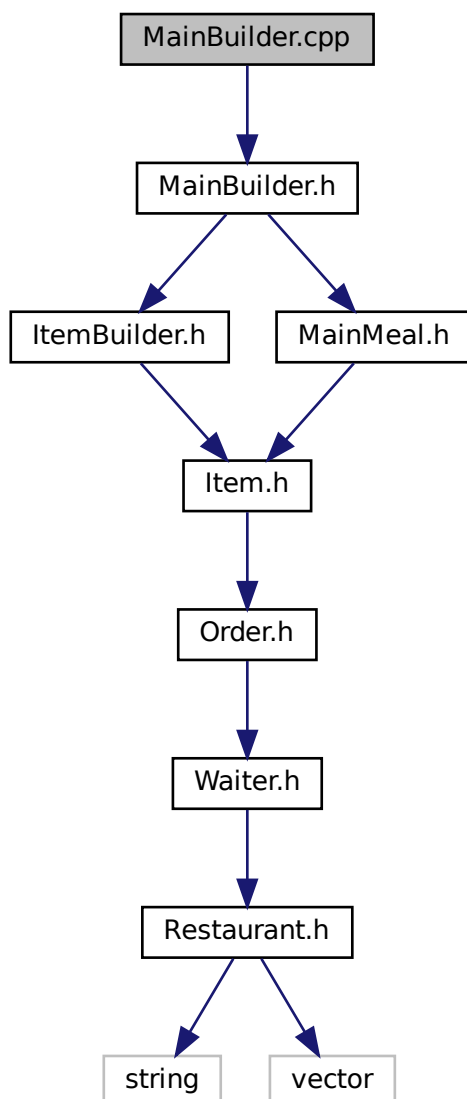 MainBuilder.cpp
MainBuilder.h
ItemBuilder.h
MainMeal.h
Item.h
Order.h
Waiter.h
Restaurant.h
string
vector